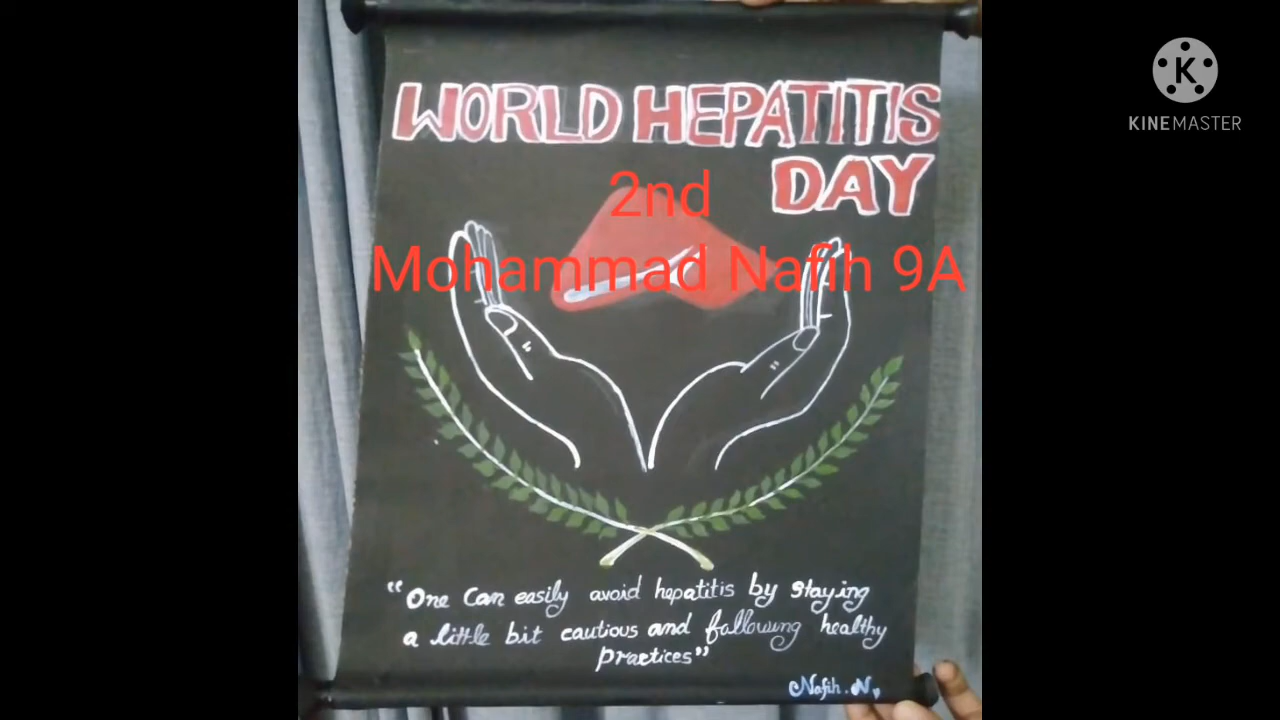 WORLD HEPATITIS
DAY
2nd
Mohammad Nafih 9A
"One Can easily avoid hepatitis by staying
a little bit cautious and following healthy
practices"
Nafih. N
K
KINEMASTER